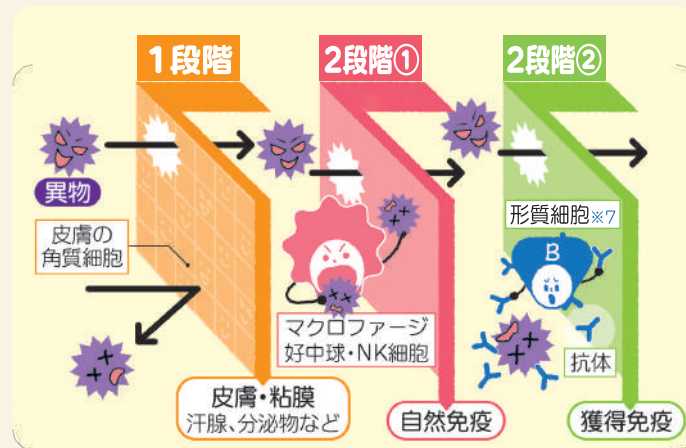 1段階
2段階①
2段階②
異物
皮膚の
角質細胞
マクロファージ
好中球・NK細胞
形質細胞※7
B
抗体
皮膚・粘膜
汗腺、分泌物など
自然免疫
獲得免疫